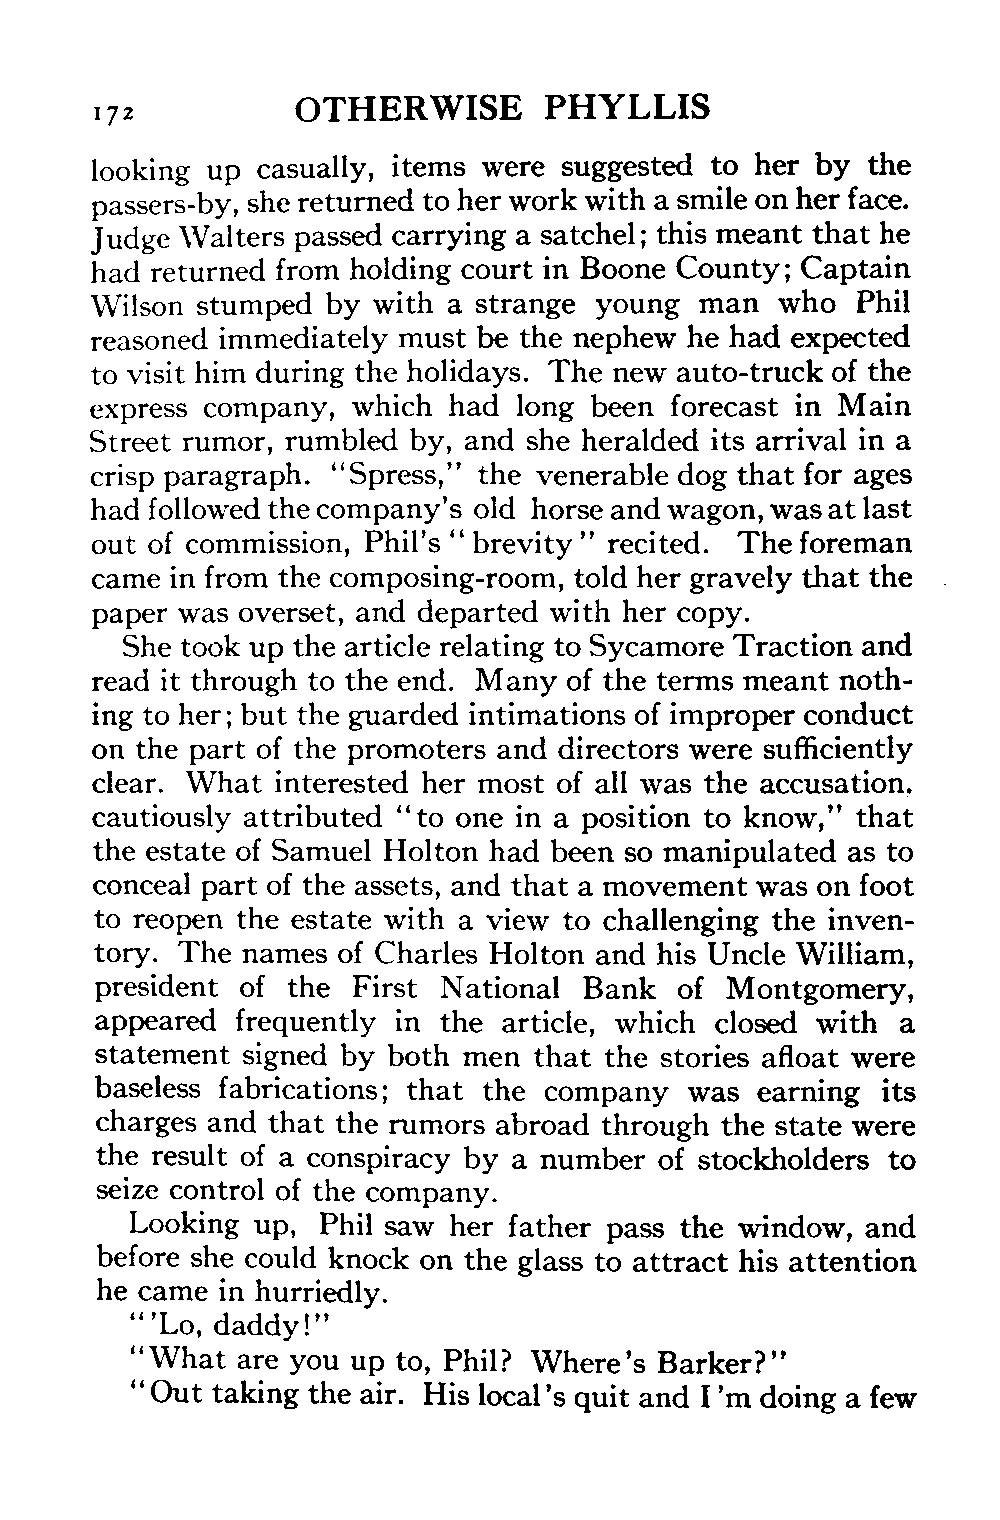 172 OTHERWISE PHYLLIS
looking up casually, items were suggested to her by the
passers-by, she returned to her work with a smile on her face.
Judge Walters passed carrying a satchel; this meant that he
had returned from holding court in Boone County; Captain
Wilson stumped by with a strange young man who Phil
reasoned immediately must be the nephew he had expected
to visit him during the holidays. The new auto-truck of the
express company, which had long been forecast in Main
Street rumor, rumbled by, and she heralded its arrival in a
crisp paragraph. "Spress," the venerable dog that for ages
had followed the company's old horse and wagon, was at last
out of commission, Phil's "brevity" recited. The foreman
came in from the composing-room, told her gravely that the
paper was overset, and departed with her copy.
She took up the article relating to Sycamore Traction and
read it through to the end. Many of the terms meant noth-
ing to her; but the guarded intimations of improper conduct
on the part of the promoters and directors were sufficiently
clear. What interested her most of all was the accusation.
cautiously attributed "to one in a position to know," that
the estate of Samuel Holton had been so manipulated as to
conceal part of the assets, and that a movement was on foot
to reopen the estate with a view to challenging the inven-
tory. The names of Charles Holton and his Uncle William,
president of the First National Bank of Montgomery,
appeared frequently in the article, which closed with a
statement signed by both men that the stories afloat were
baseless fabrications; that the company was earning its
charges and that the rumors abroad through the state were
the result of a conspiracy by a number of stockholders to
seize control of the company.
Looking up, Phil saw her father pass the window, and
before she could knock on the glass to attract his attention
he came in hurriedly.
"'Lo, daddy!"
"What are you up to, Phil? Where's Barker?"
"Out taking the air. His local's quit and I'm doing a few